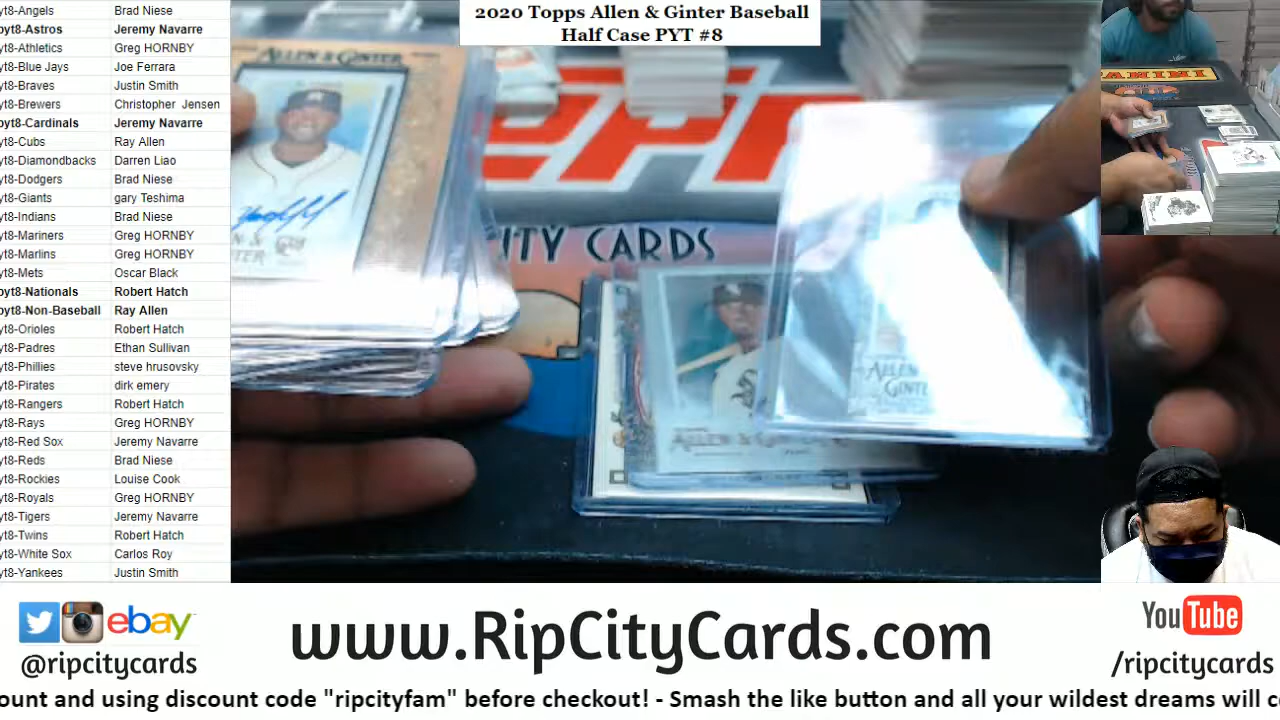 yt8-Angels Brad Niese
pyt8-Astros Jeremy Navarre
yt8-Athletics Greg HORNBY
yt8-Blue Jays Joe Ferrara
yt8-Braves Justin Smith
yt8-Brewers Christopher Jensen
pyt8-Cardinals Jeremy Navarre
yt8-Cubs Ray Allen
yt8-Diamondbacks Darren Liao
yt8-Dodgers Brad Niese
yt8-Giants gary Teshima
yt8-Indians Brad Niese
yt8-Mariners Greg HORNBY
yt8-Marlins Greg HORNBY
yt8-Mets Oscar Black
pyt8-Nationals Robert Hatch
pyt8-Non-Baseball Ray Allen
yt8-Orioles Robert Hatch
yt8-Padres Ethan Sullivan
yt8-Phillies steve hrusovsky
yt8-Pirates dirk emery
yt8-Rangers Robert Hatch
yt8-Rays Greg HORNBY
yt8-Red Sox Jeremy Navarre
yt8-Reds Brad Niese
yt8-Rockies Louise Cook
yt8-Royals Greg HORNBY
yt8-Tigers Jeremy Navarre
yt8-Twins Robert Hatch
yt8-White Sox Carlos Roy
yt8-Yankees Justin Smith
2020 Topps Allen & Ginter Baseball
Half Case PYT #8
ALLEN & GINTER
ITY CARDS
ALLEN & GINTER
ALLEN
GINTE
PANINI
ebay
@ripcitycards
www.RipCityCards.com
YouTube
/ripcitycards
ount and using discount code "ripcityfam" before checkout! - Smash the like button and all your wildest dreams will c